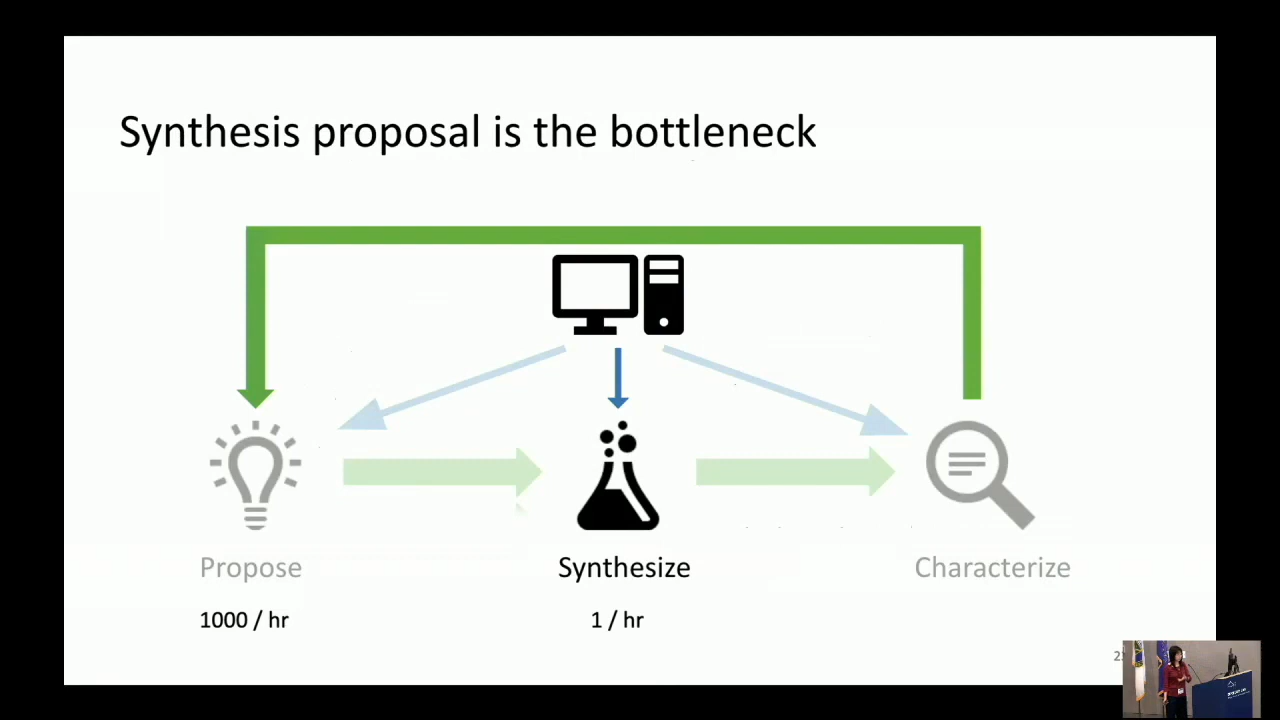 Synthesis proposal is the bottleneck
Propose
Synthesize
Characterize
1000 / hr
1 / hr